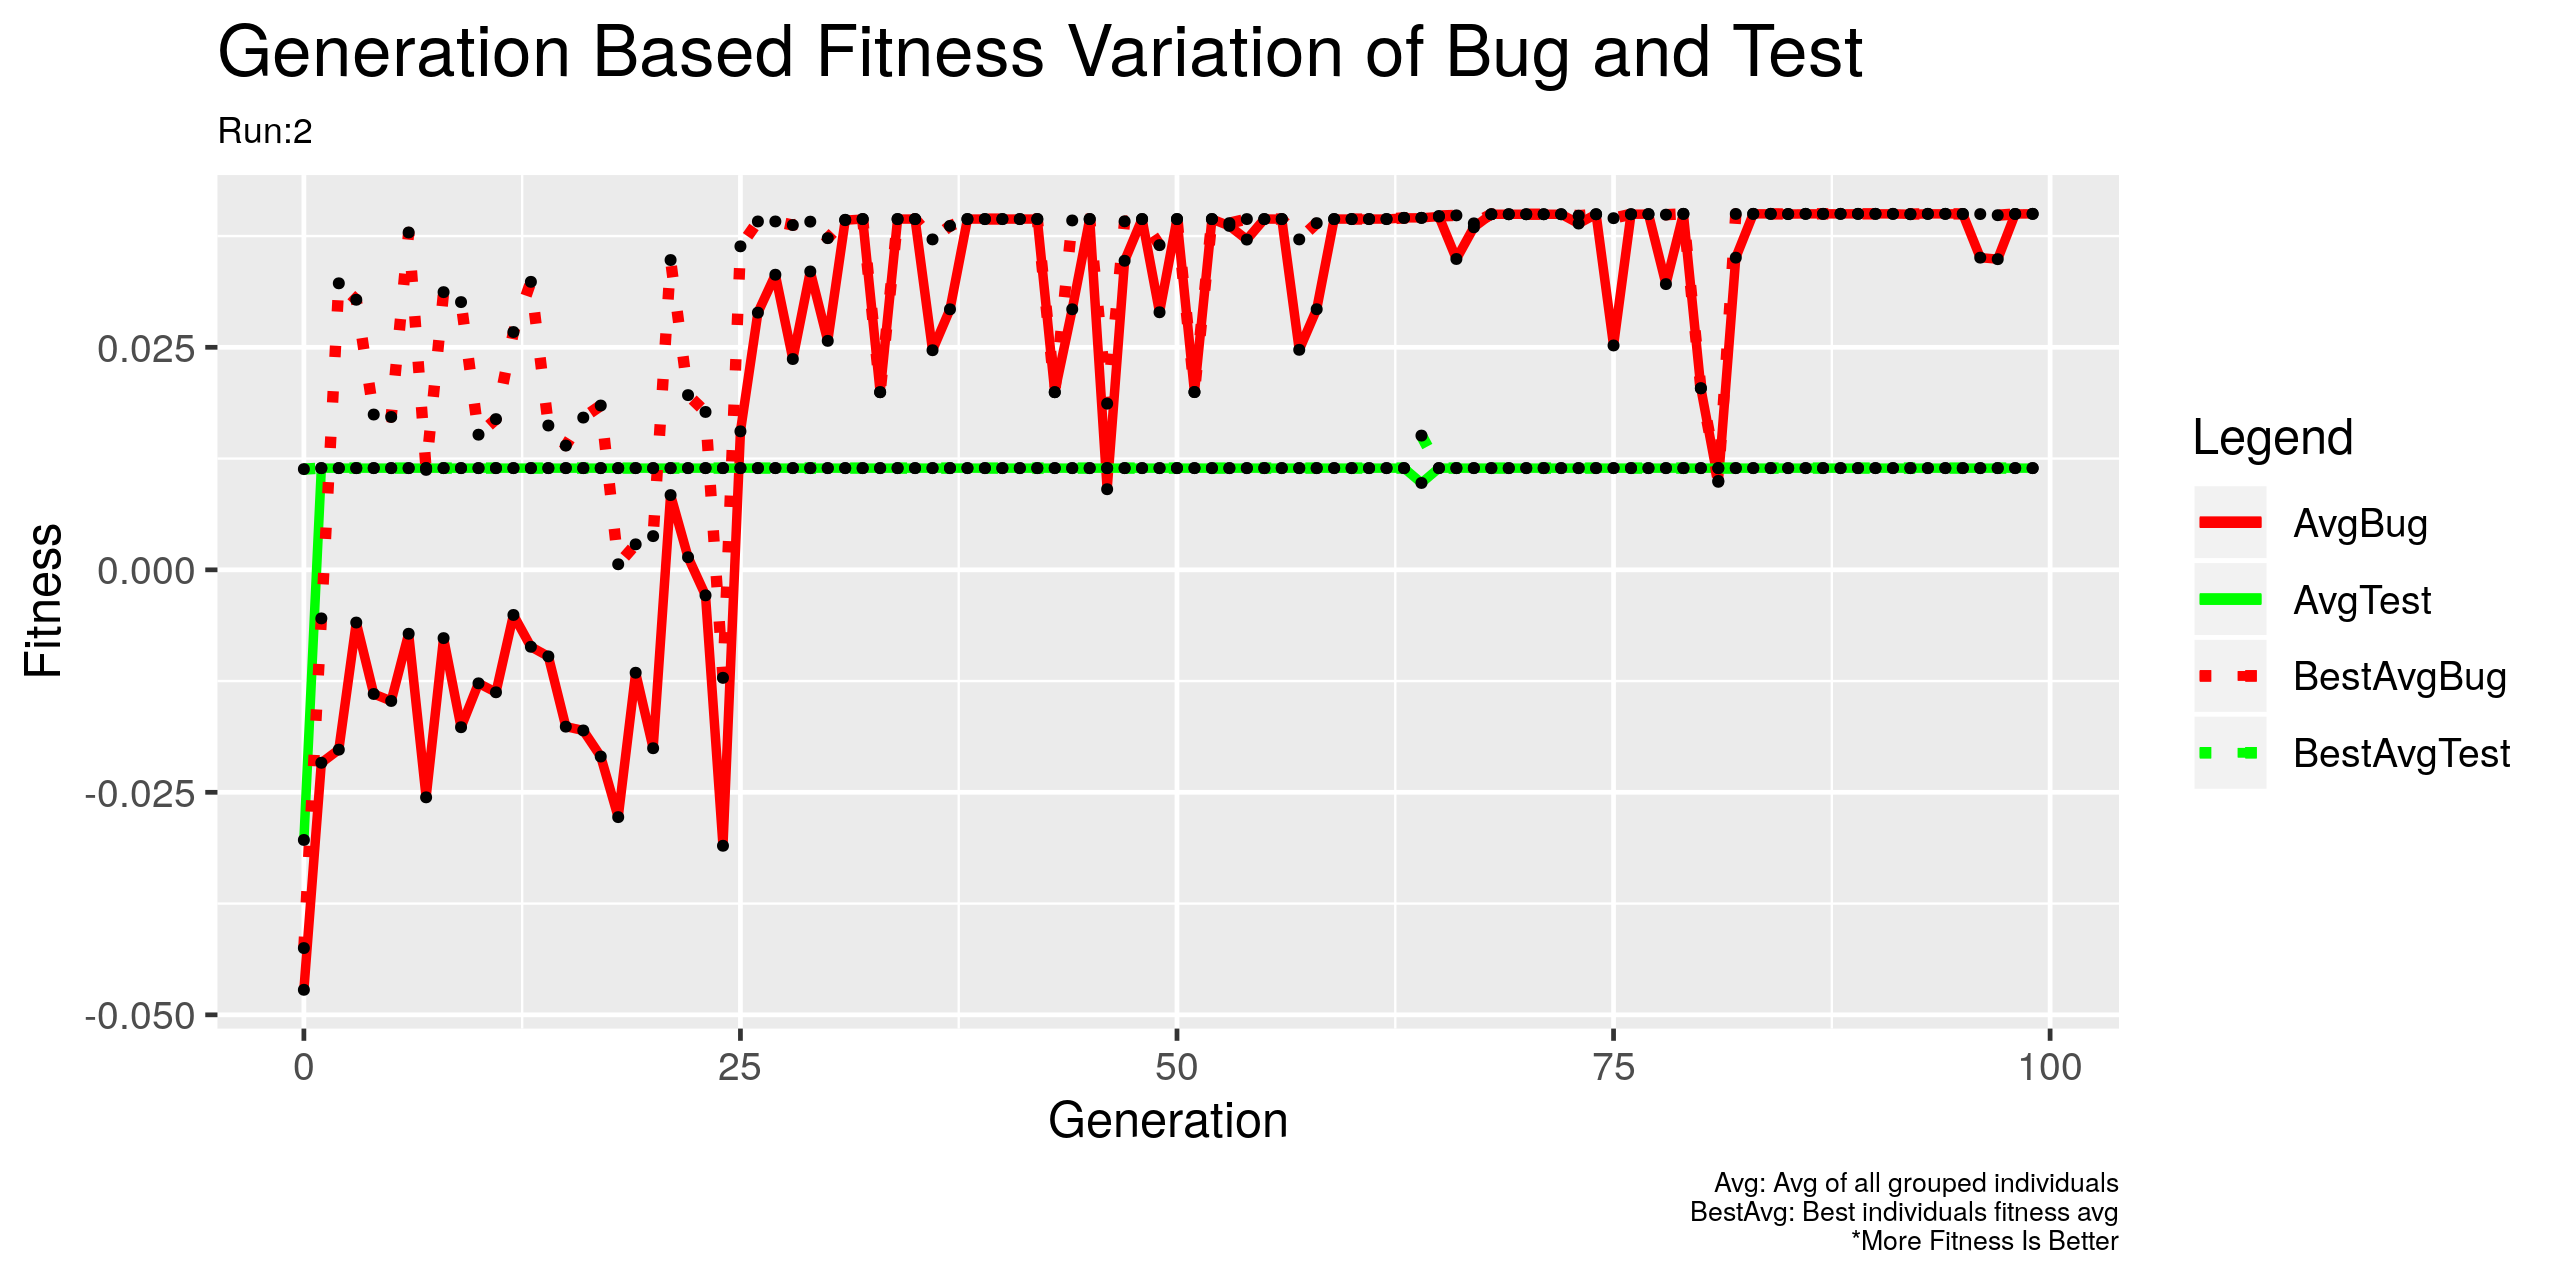 Generation Based Fitness Variation of Bug and Test
Run:2
Fitness
0.025
0.000
-0.025
-0.050
0 25 50 75 100
Generation
Legend
AvgBug
AvgTest
BestAvgBug
BestAvgTest
Avg: Avg of all grouped individuals
BestAvg: Best individuals fitness avg
*More Fitness Is Better